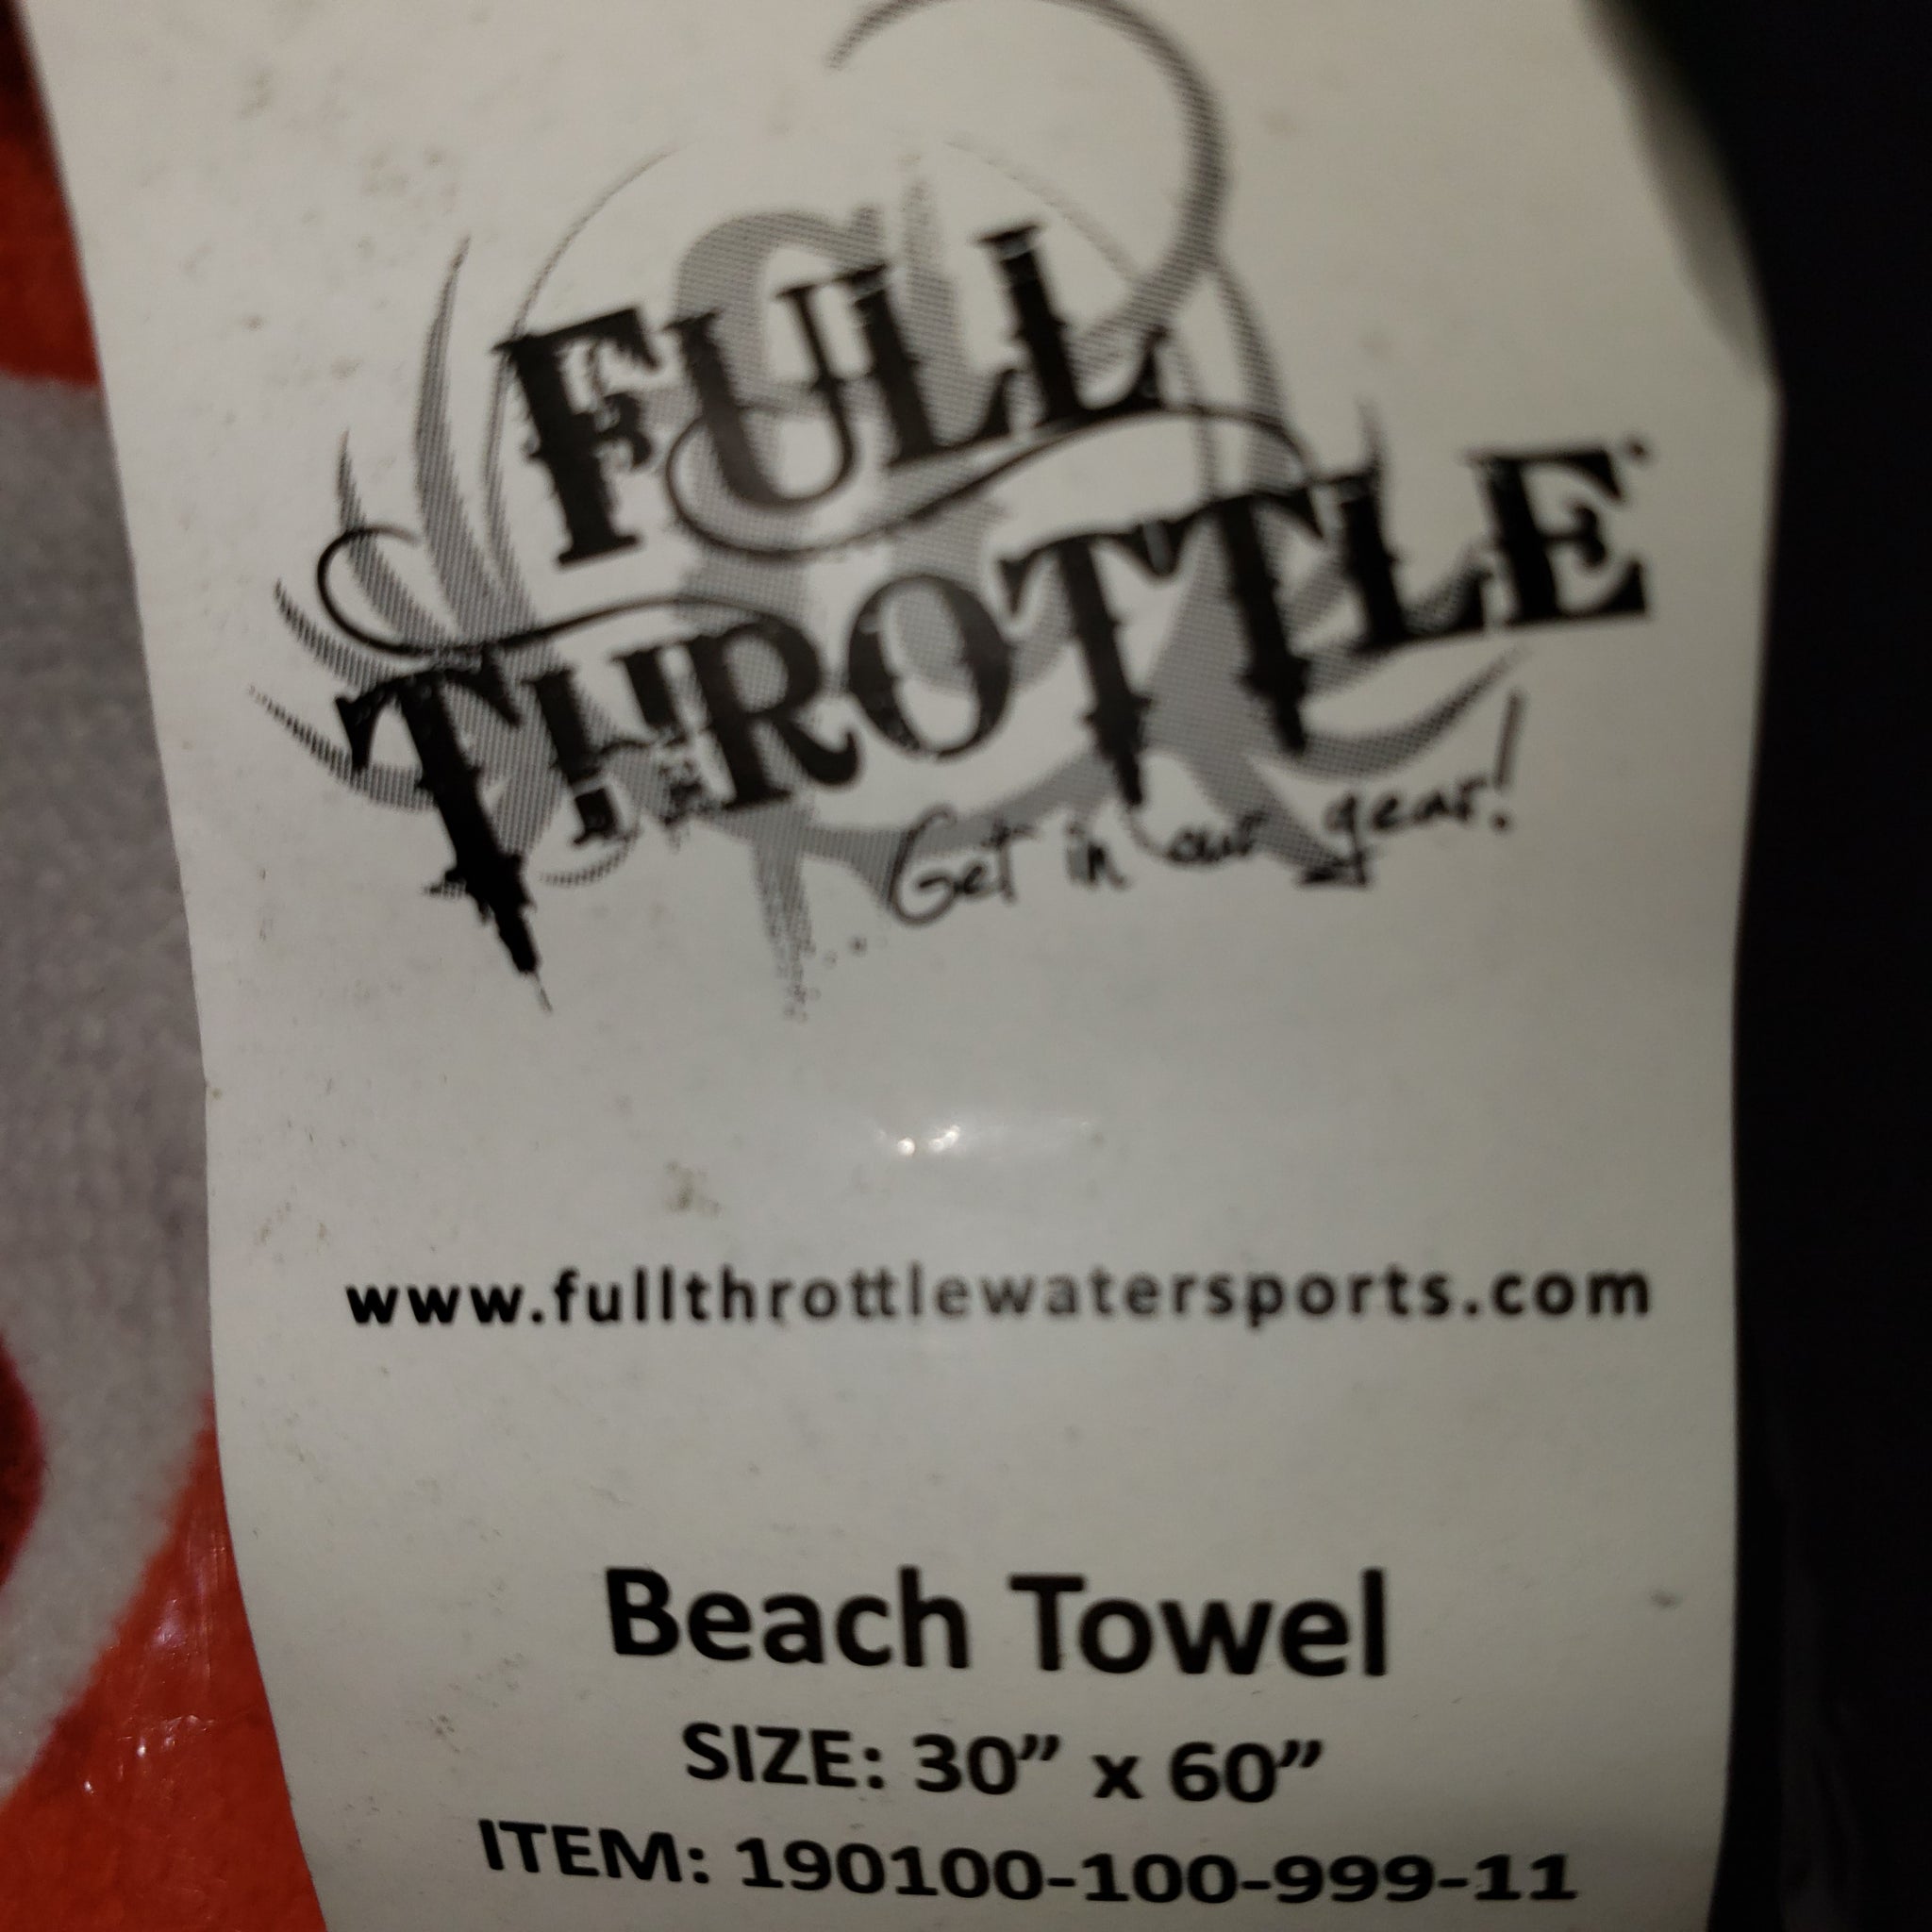 FULL
THROTTLE
Get in our gear!
www.fullthrottlewatersports.com
Beach Towel
SIZE: 30” x 60”
ITEM: 190100-100-999-11